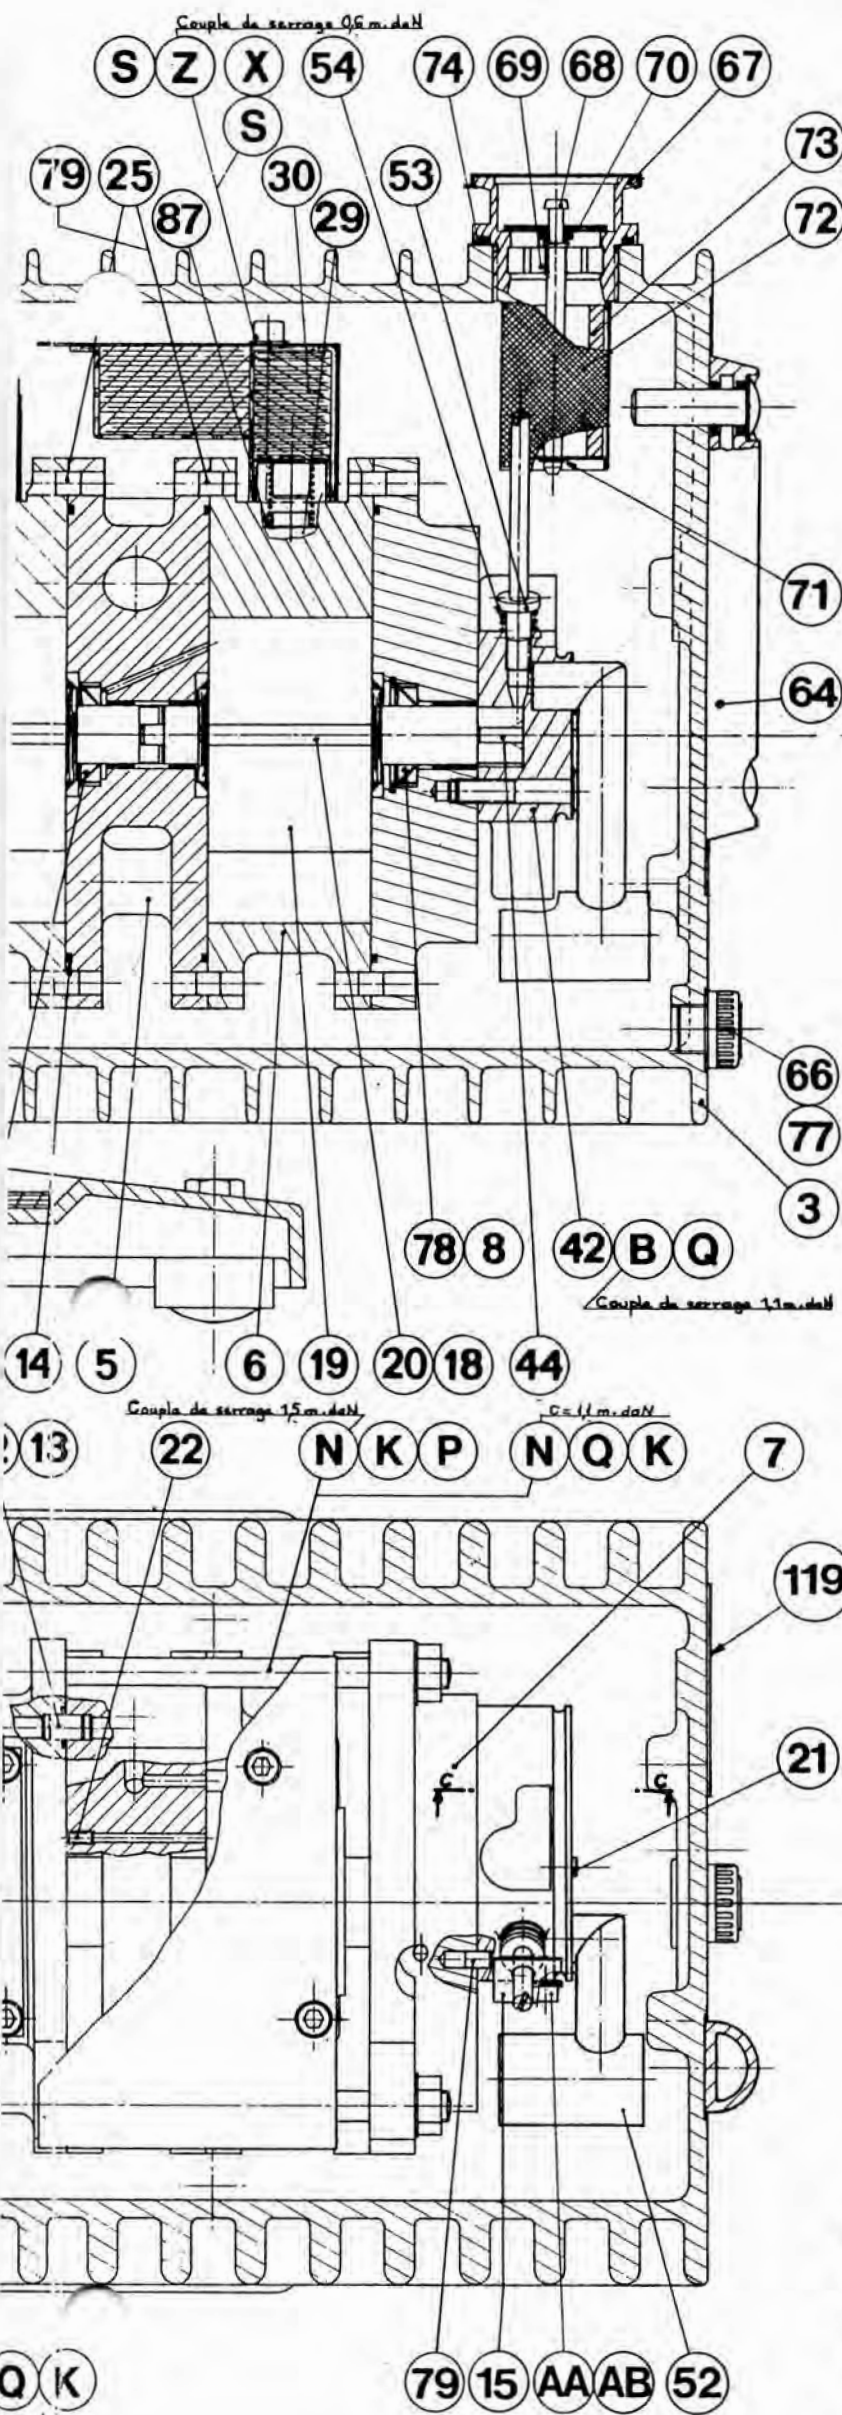 Couple de serrage 0,6 m.daN
S Z X 54 74 69 68 70 67
S
73
79 25 30 53
87 29 72
71
64
66
77
3
78 8 42 B Q
Couple de serrage 1,1 m.daN
14 5 6 19 20 18 44
Couple de serrage 1,5 m.daN C = 1,1 m.daN
13 22 N K P N Q K 7
119
21
C C
Q K 79 15 AA AB 52